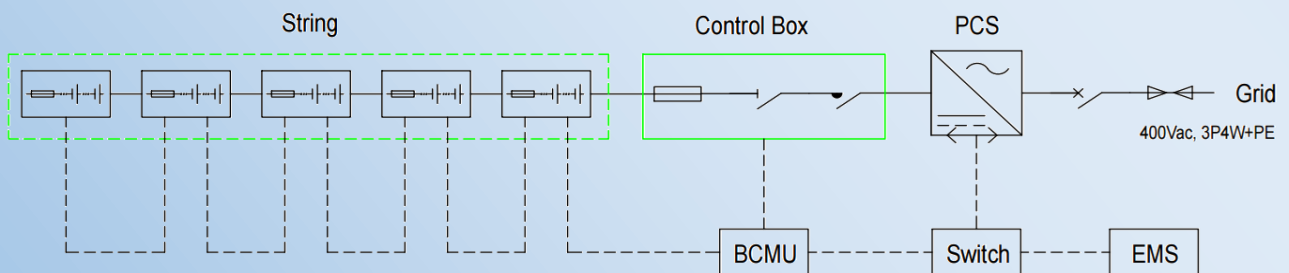 String
Control Box
PCS
Grid
400Vac, 3P4W+PE
BCMU
Switch
EMS